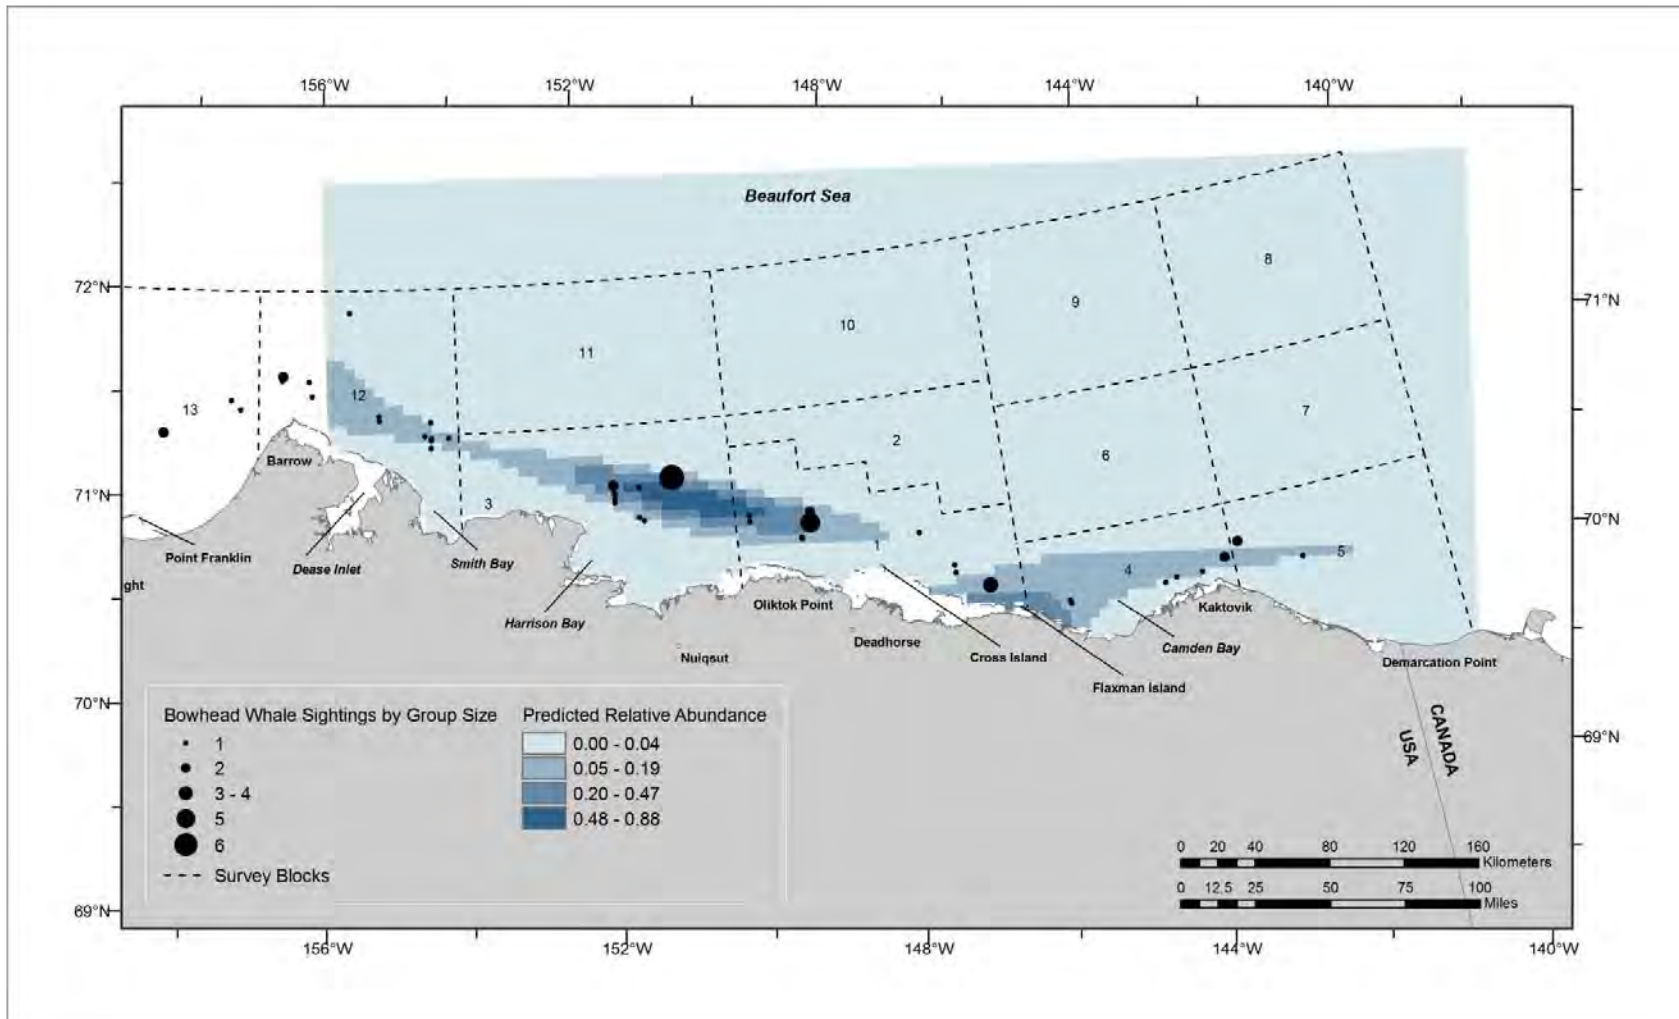 156°W 152°W 148°W 144°W 140°W
Beaufort Sea
8
72°N
9
71°N
10
11
12
7
13
2
6
Barrow
71°N
3
70°N
1
5
4
Point Franklin
Dease Inlet
Smith Bay
ght
Harrison Bay
Oliktok Point
Kaktovik
Deadhorse
Camden Bay
Nuiqsut
Cross Island
Demarcation Point
Flaxman Island
70°N
Bowhead Whale Sightings by Group Size
1
2
3 - 4
5
6
Survey Blocks
Predicted Relative Abundance
0.00 - 0.04
0.05 - 0.19
0.20 - 0.47
0.48 - 0.88
CANADA
USA
69°N
0 20 40 80 120 160
Kilometers
0 12.5 25 50 75 100
Miles
69°N
156°W 152°W 148°W 144°W 140°W